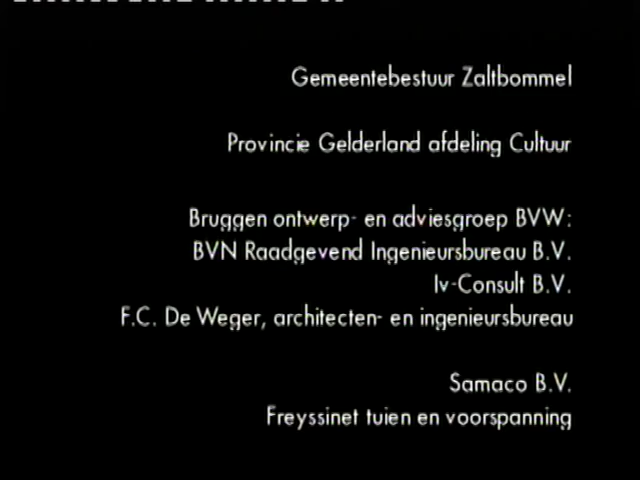 Gemeentebestuur Zaltbommel
Provincie Gelderland afdeling Cultuur
Bruggen ontwerp- en adviesgroep BVW:
BVN Raadgevend Ingenieursbureau B.V.
Iv-Consult B.V.
F.C. De Weger, architecten- en ingenieursbureau
Samaco B.V.
Freyssinet tuien en voorspanning